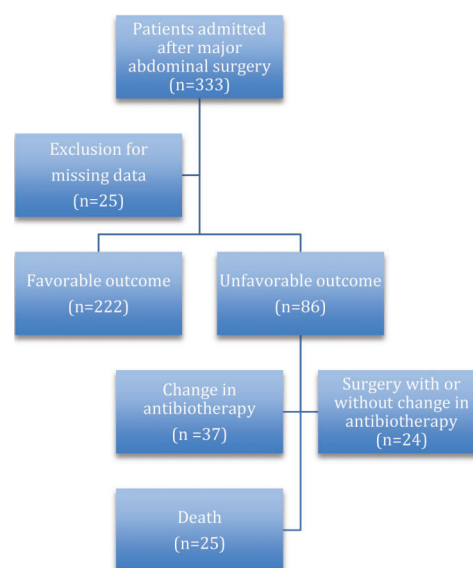 Patients admitted
after major
abdominal surgery
(n=333)
Exclusion for
missing data
(n=25)
Favorable outcome
(n=222)
Unfavorable outcome
(n=86)
Change in
antibiotherapy
(n =37)
Surgery with or
without change in
antibiotherapy
(n=24)
Death
(n=25)